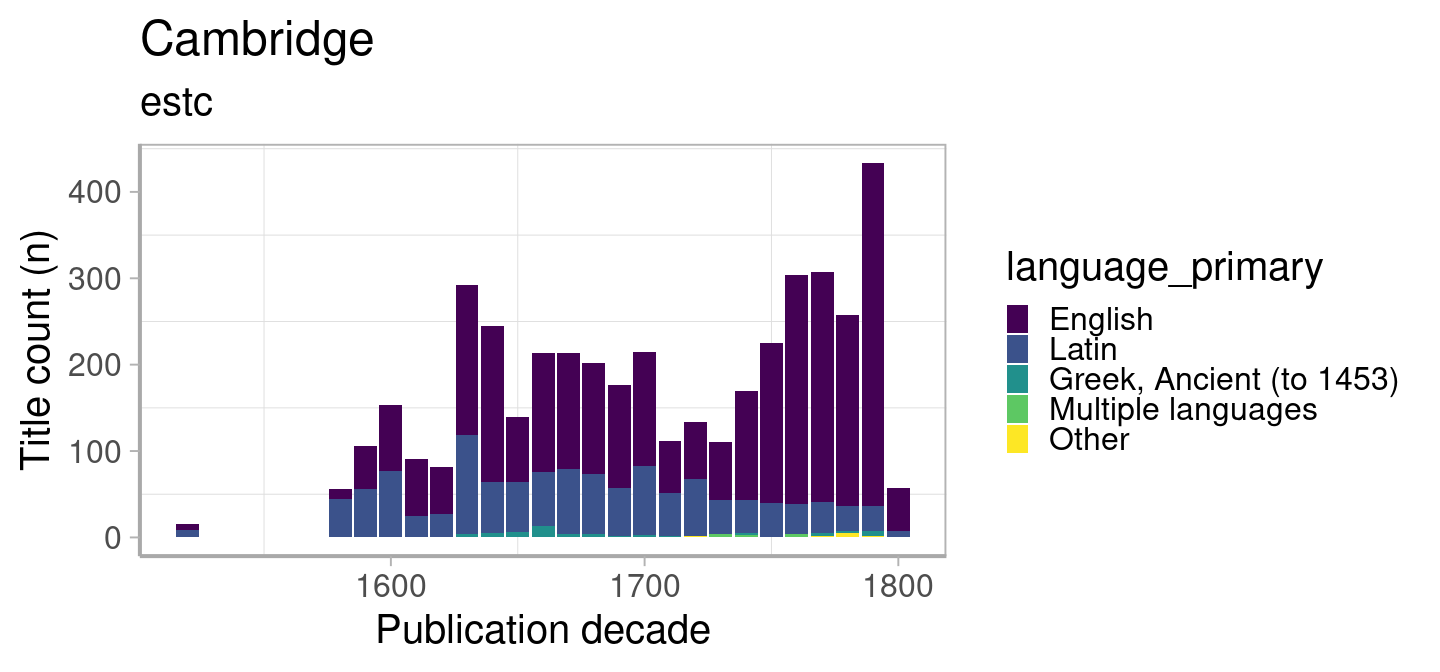 Cambridge
estc
400
300
200
100
0
Title count (n)
1600 1700 1800
Publication decade
language_primary
English
Latin
Greek, Ancient (to 1453)
Multiple languages
Other